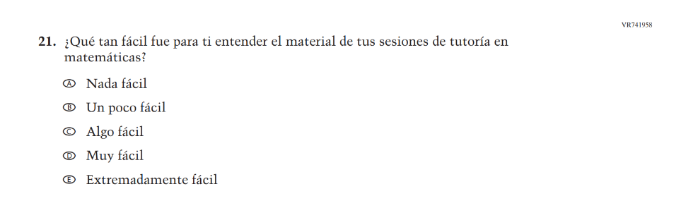 VR741958
21. ¿Qué tan fácil fue para ti entender el material de tus sesiones de tutoría en
matemáticas?
A Nada fácil
B Un poco fácil
C Algo fácil
D Muy fácil
E Extremadamente fácil